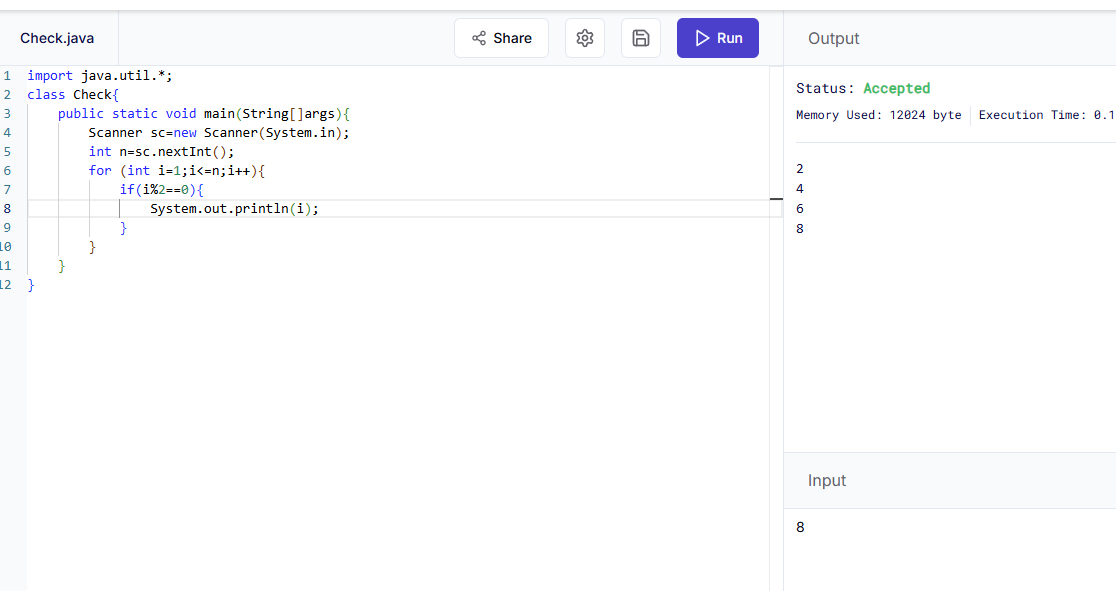 Check.java
Share
Run
Output
1 import java.util.*;
2 class Check{
3 public static void main(String[]args){
4 Scanner sc=new Scanner(System.in);
5 int n=sc.nextInt();
6 for (int i=1;i<=n;i++){
7 if(i%2==0){
8 System.out.println(i);
9 }
10 }
11 }
12 }
Status: Accepted
Memory Used: 12024 byte
Execution Time: 0.1
2
4
6
8
Input
8